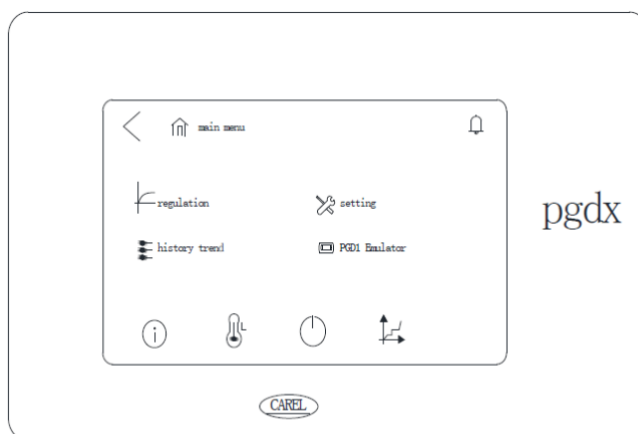 main menu
regulation
setting
pgdx
history trend
PGD1 Emulator
i
L
CAREL